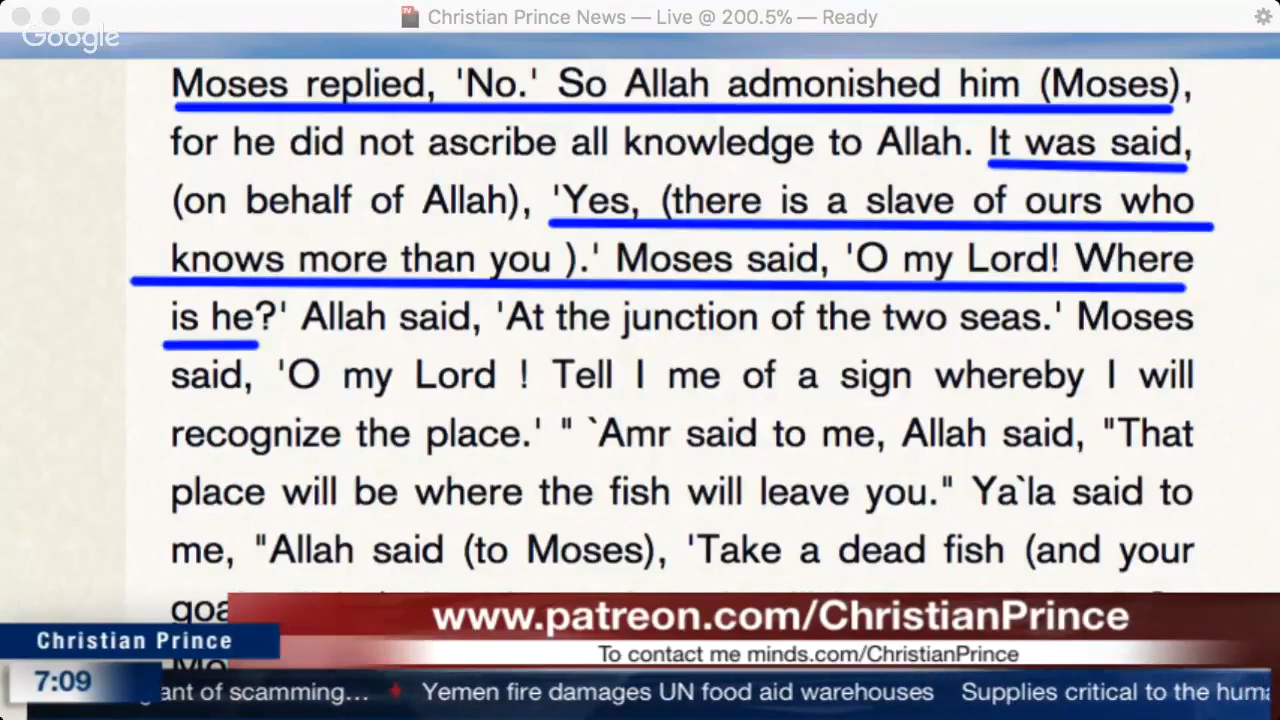 Christian Prince News — Live @ 200.5% — Ready
Google
Moses replied, 'No.' So Allah admonished him (Moses),
for he did not ascribe all knowledge to Allah. It was said,
(on behalf of Allah), 'Yes, (there is a slave of ours who
knows more than you ).' Moses said, 'O my Lord! Where
is he?' Allah said, 'At the junction of the two seas.' Moses
said, 'O my Lord ! Tell I me of a sign whereby I will
recognize the place.' " `Amr said to me, Allah said, "That
place will be where the fish will leave you." Ya`la said to
me, "Allah said (to Moses), 'Take a dead fish (and your
www.patreon.com/ChristianPrince
Christian Prince
To contact me minds.com/ChristianPrince
7:09
of scamming... Yemen fire damages UN food aid warehouses Supplies critical to the